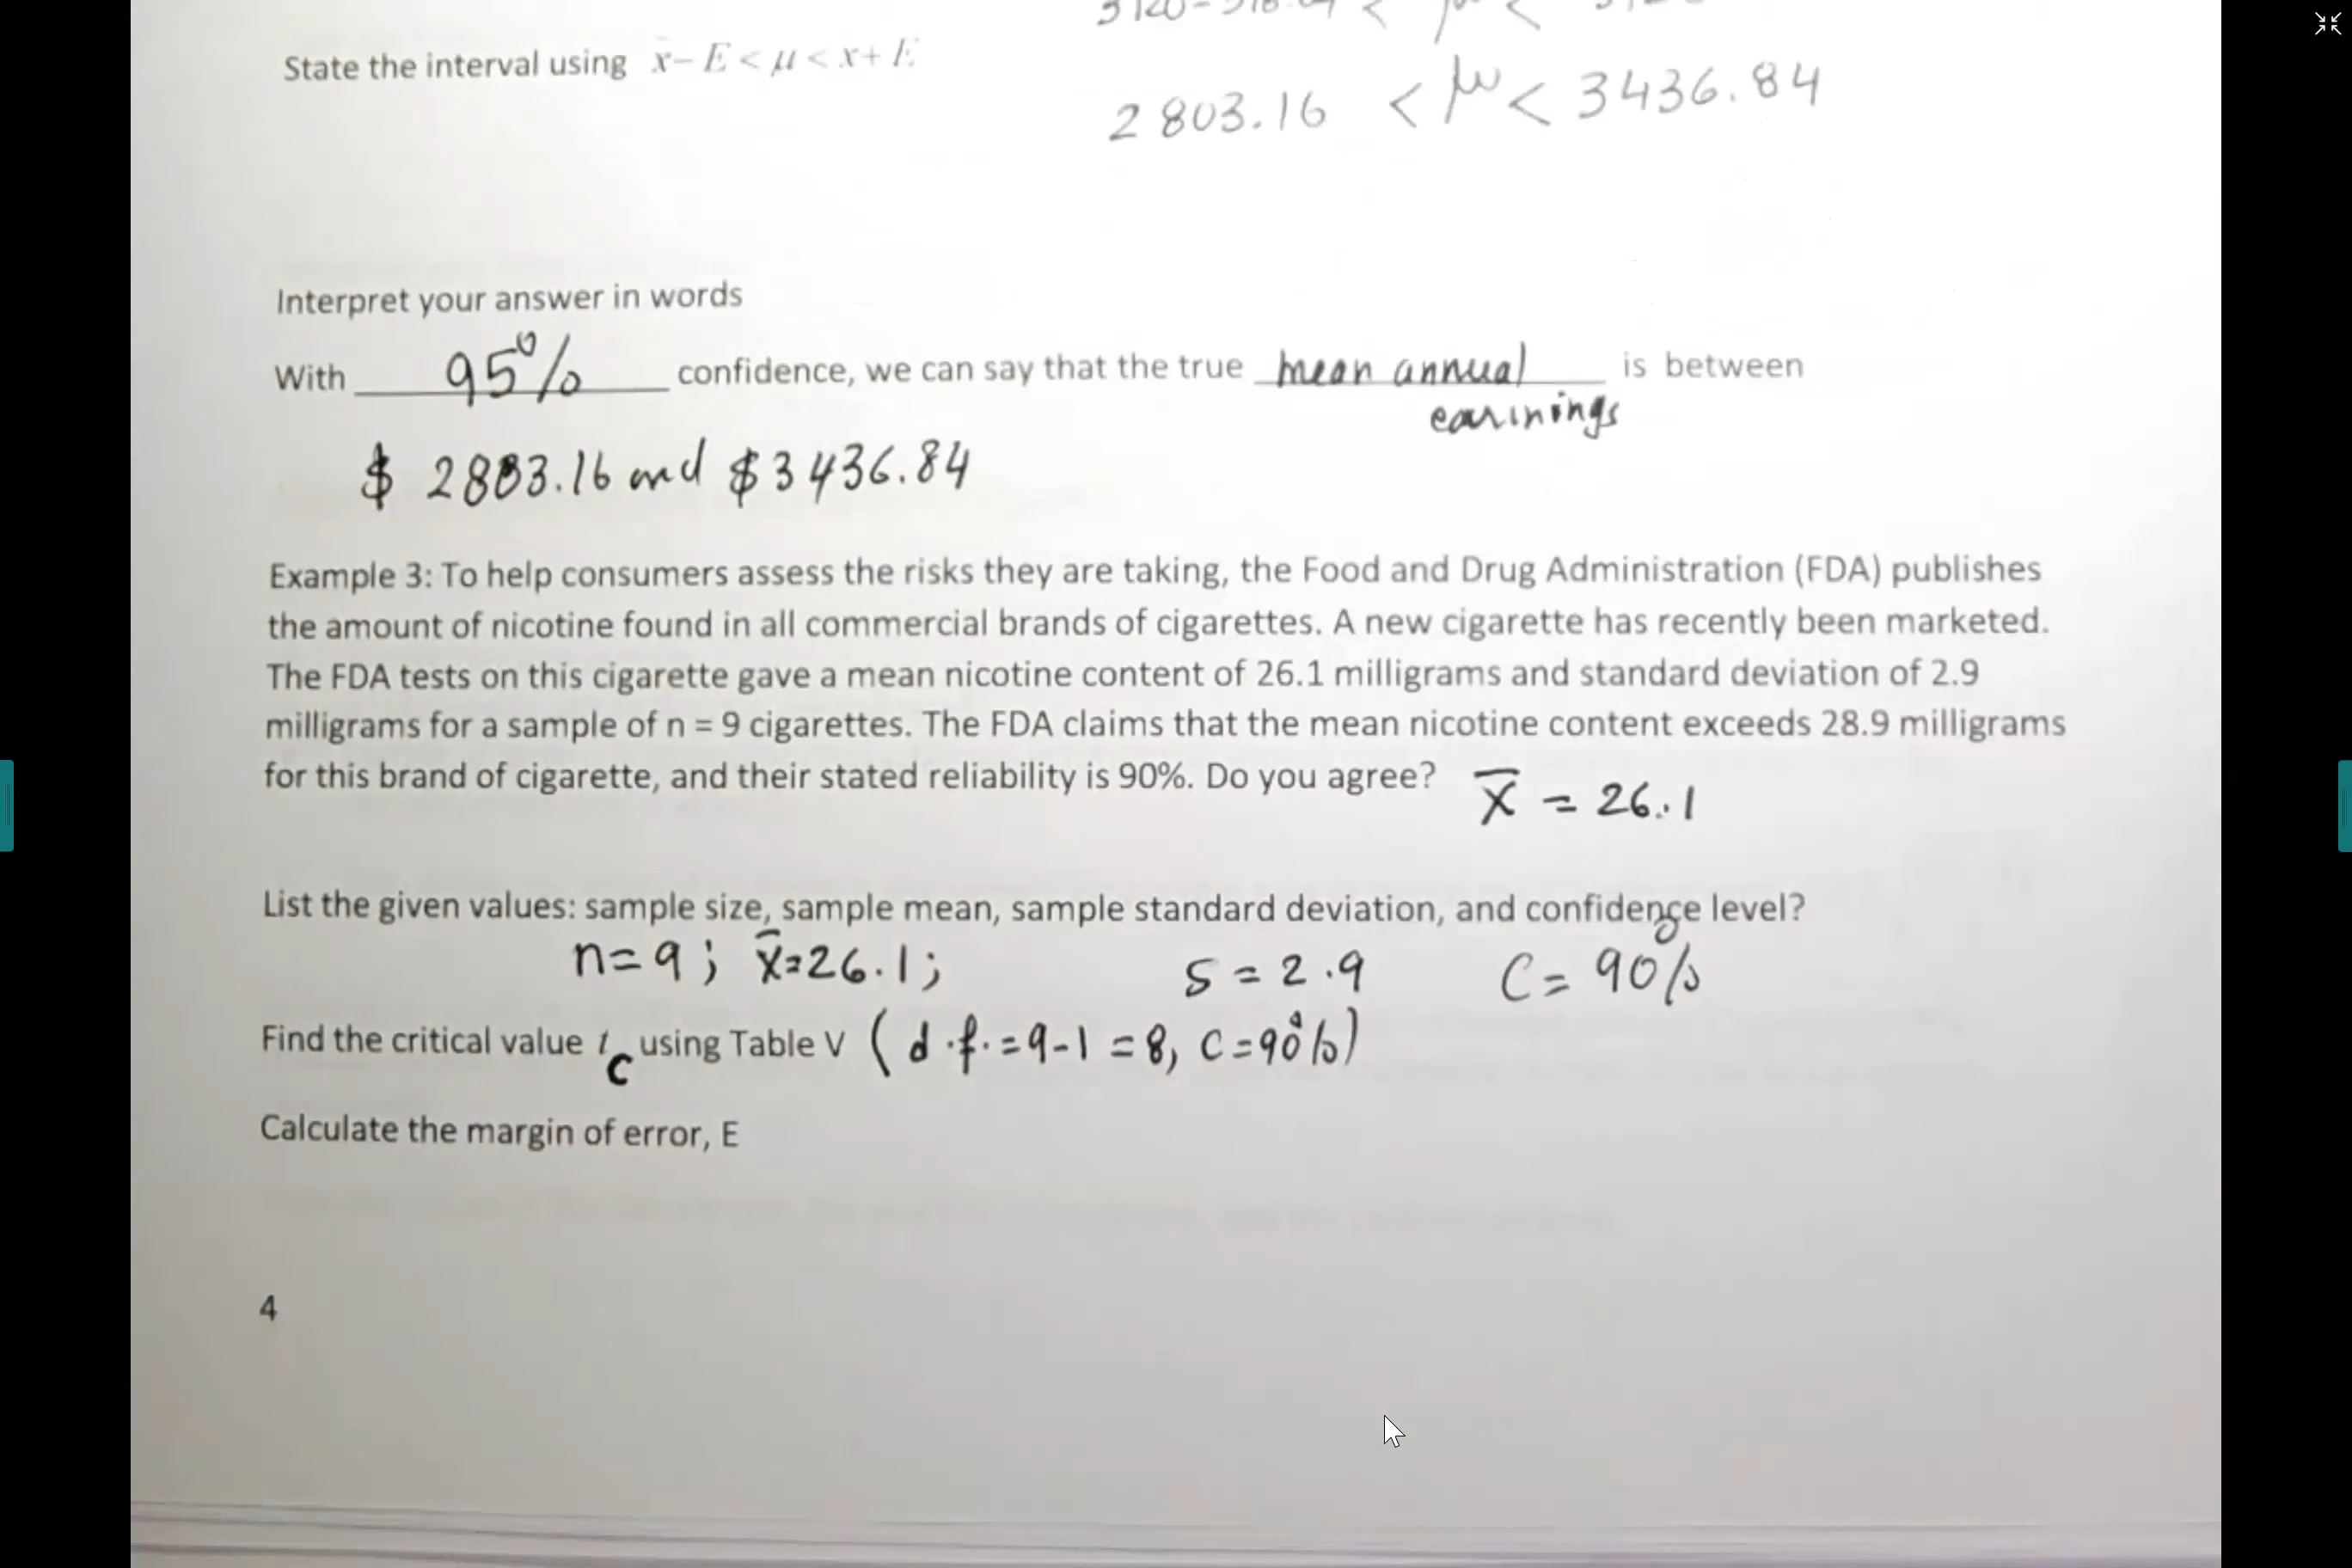 State the interval using x̄ − E < μ < x + E
2803.16 < μ < 3436.84
Interpret your answer in words
With 95% confidence, we can say that the true mean annual is between
earinings
$ 2803.16 and $3436.84
Example 3: To help consumers assess the risks they are taking, the Food and Drug Administration (FDA) publishes
the amount of nicotine found in all commercial brands of cigarettes. A new cigarette has recently been marketed.
The FDA tests on this cigarette gave a mean nicotine content of 26.1 milligrams and standard deviation of 2.9
milligrams for a sample of n = 9 cigarettes. The FDA claims that the mean nicotine content exceeds 28.9 milligrams
for this brand of cigarette, and their stated reliability is 90%. Do you agree? x̄ = 26.1
List the given values: sample size, sample mean, sample standard deviation, and confidence level?
n=9; x̄=26.1; s = 2.9 C = 90%
Find the critical value t c using Table V (d.f. = 9-1 = 8, c=90%)
Calculate the margin of error, E
4